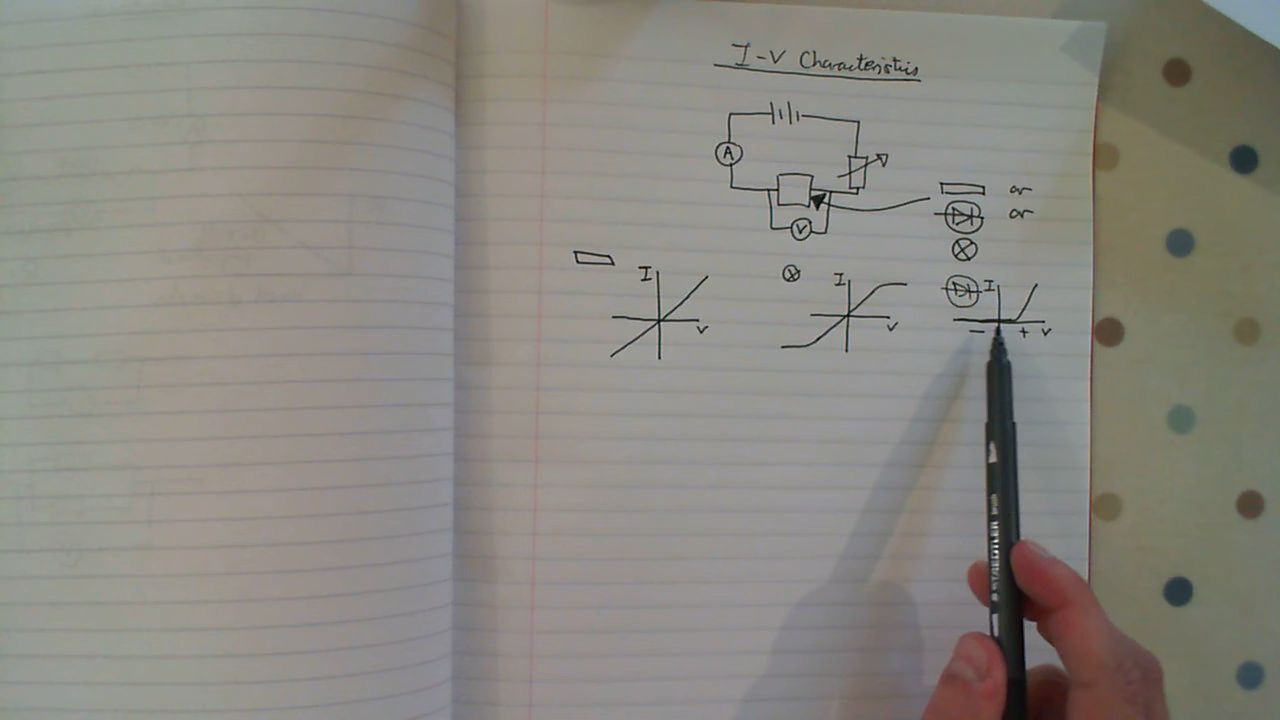 I-V Characteristics
A
V
or
or
I
V
I
V
I
- + V
STAEDTLER